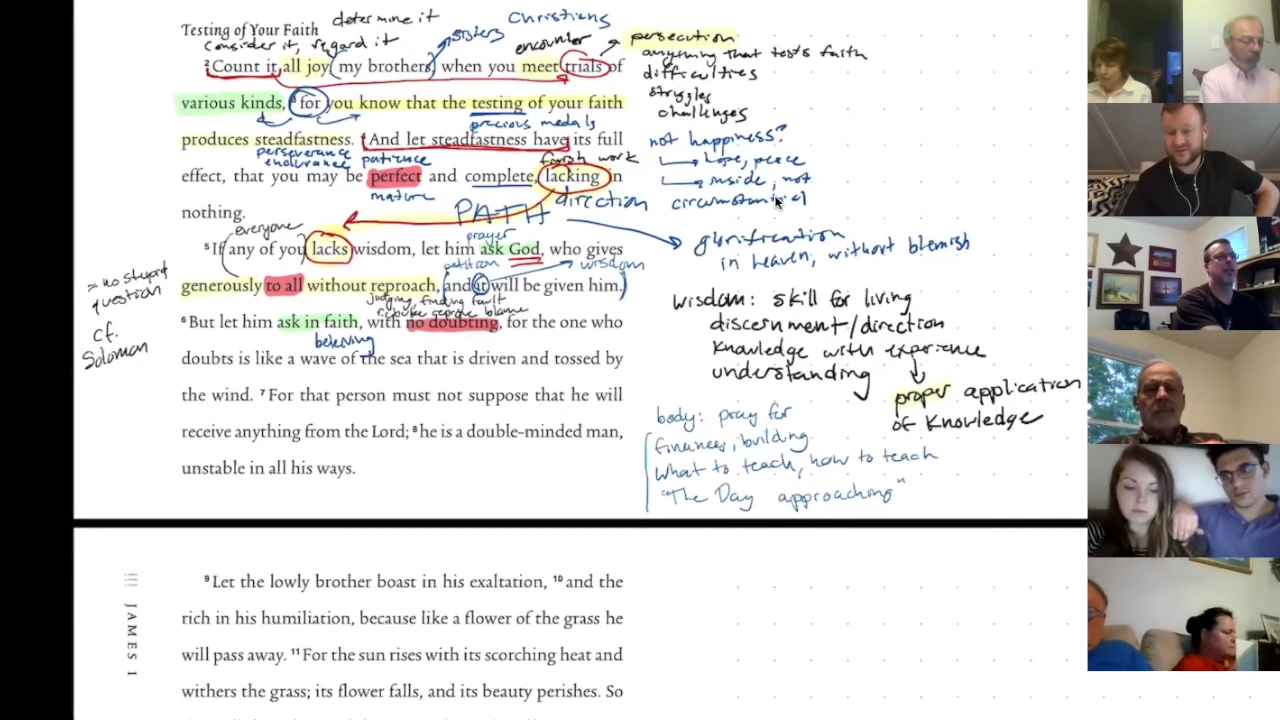 determine it
Testing of Your Faith
Christians
consider it, regard it
sisters
encounter
persecution
²Count it all joy, my brothers, when you meet trials of
anything that tests faith
difficulties
struggles
challenges
various kinds, ³for you know that the testing of your faith
precious medals
produces steadfastness. ⁴And let steadfastness have its full
perseverance
endurance patience
finish work
not happiness?
hope, peace
inside, not
circumstantial
effect, that you may be perfect and complete, lacking in
mature
PATH direction
nothing.
everyone
prayer
glorification
in heaven, without blemish
⁵If any of you lacks wisdom, let him ask God, who gives
petition
wisdom
= no stupid
question
cf.
Solomon
generously to all without reproach, and it will be given him.
judging, finding fault
rebuke reprove blame
⁶But let him ask in faith, with no doubting, for the one who
believing
wisdom: skill for living
discernment/direction
knowledge with experience
understanding
proper application
of knowledge
doubts is like a wave of the sea that is driven and tossed by
the wind. ⁷For that person must not suppose that he will
receive anything from the Lord; ⁸he is a double-minded man,
unstable in all his ways.
body: pray for
finances, building
what to teach, how to teach
"The Day approaching"
JAMES 1
⁹Let the lowly brother boast in his exaltation, ¹⁰and the
rich in his humiliation, because like a flower of the grass he
will pass away. ¹¹For the sun rises with its scorching heat and
withers the grass; its flower falls, and its beauty perishes. So